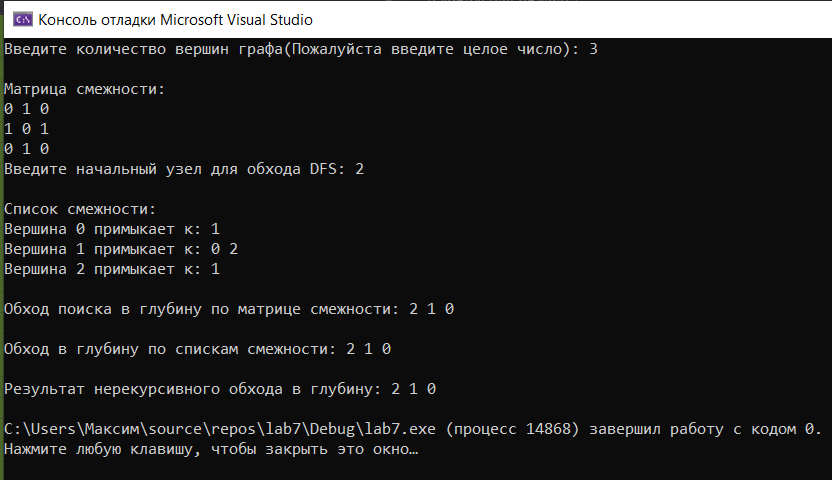 C:\ Консоль отладки Microsoft Visual Studio
Введите количество вершин графа(Пожалуйста введите целое число): 3
Матрица смежности:
0 1 0
1 0 1
0 1 0
Введите начальный узел для обхода DFS: 2
Список смежности:
Вершина 0 примыкает к: 1
Вершина 1 примыкает к: 0 2
Вершина 2 примыкает к: 1
Обход поиска в глубину по матрице смежности: 2 1 0
Обход в глубину по спискам смежности: 2 1 0
Результат нерекурсивного обхода в глубину: 2 1 0
C:\Users\Максим\source\repos\lab7\Debug\lab7.exe (процесс 14868) завершил работу с кодом 0.
Нажмите любую клавишу, чтобы закрыть это окно…